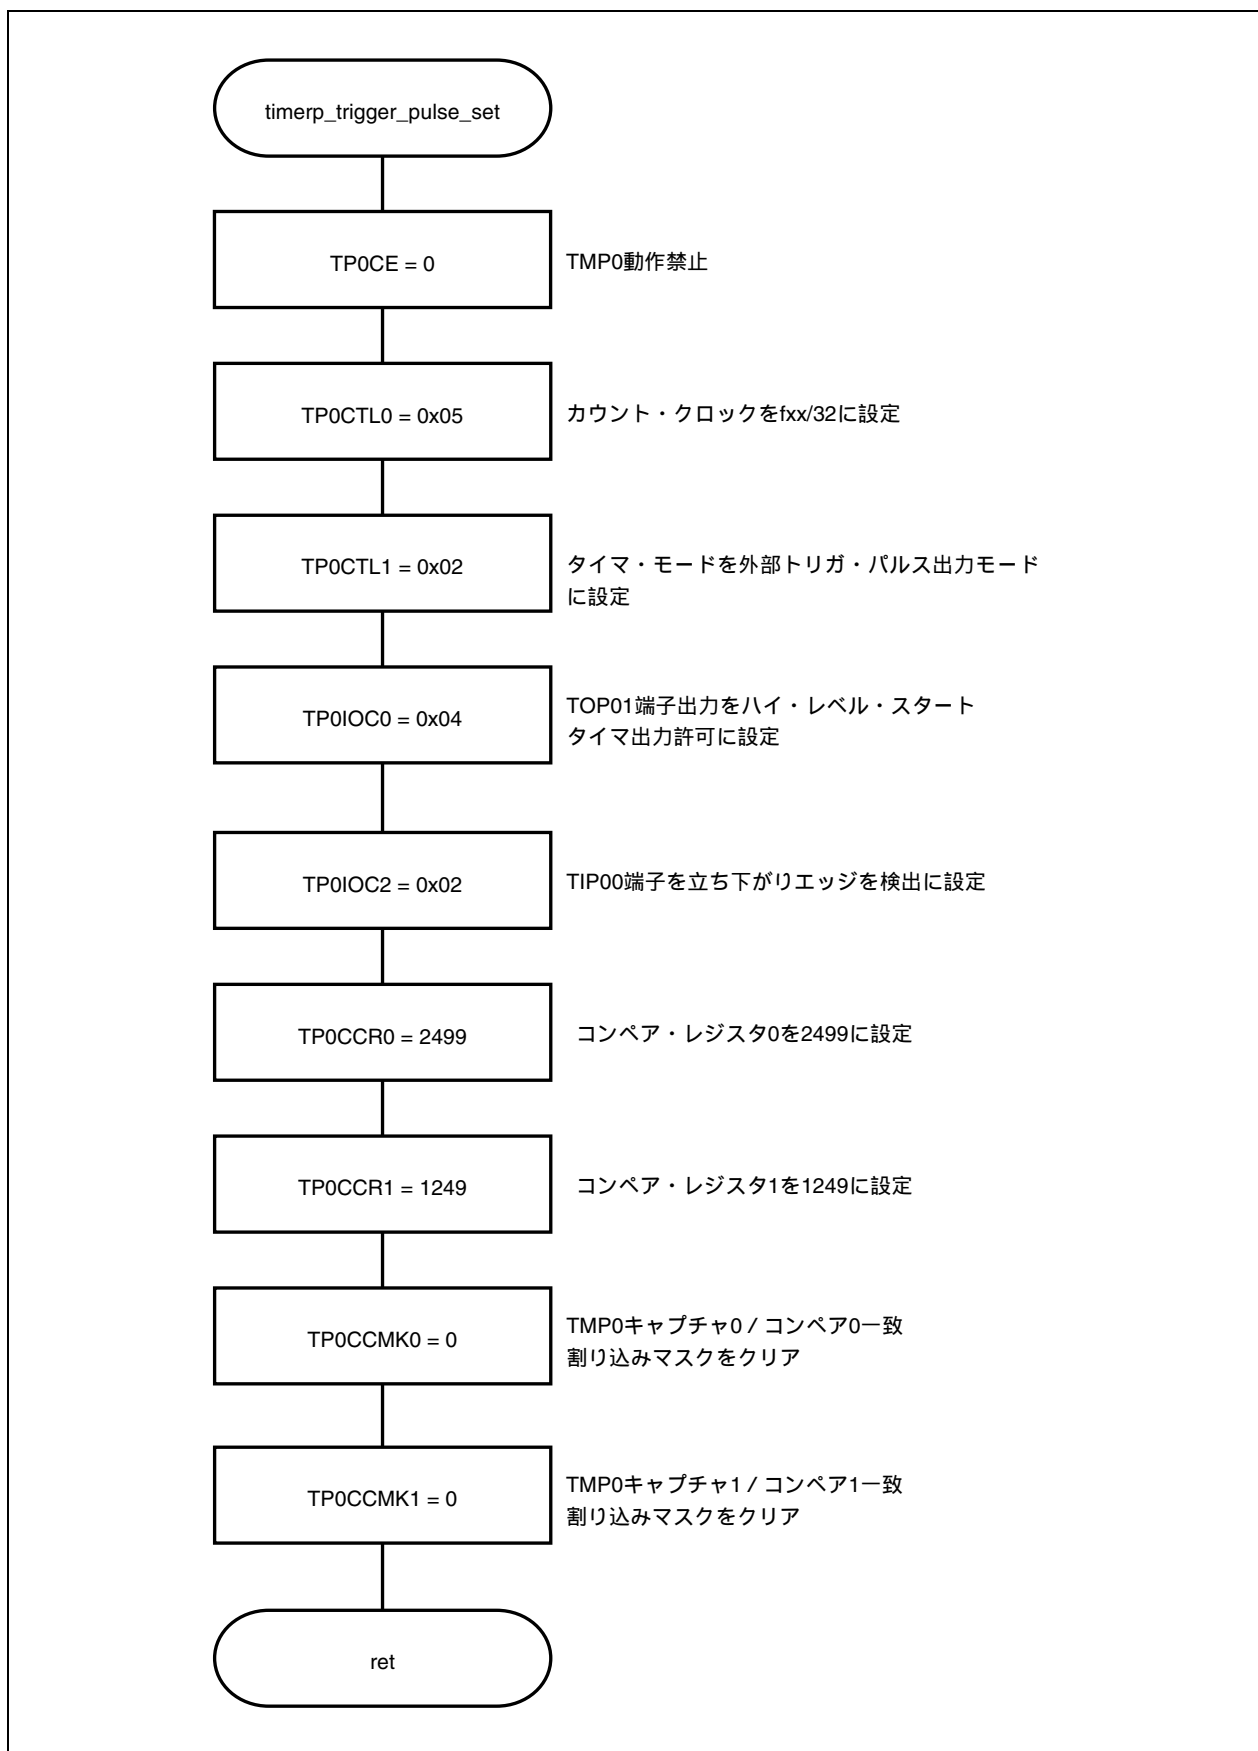 timerp_trigger_pulse_set
TP0CE = 0
TMP0動作禁止
TP0CTL0 = 0x05
カウント・クロックをfxx/32に設定
TP0CTL1 = 0x02
タイマ・モードを外部トリガ・パルス出力モード
に設定
TP0IOC0 = 0x04
TOP01端子出力をハイ・レベル・スタート
タイマ出力許可に設定
TP0IOC2 = 0x02
TIP00端子を立ち下がりエッジを検出に設定
TP0CCR0 = 2499
コンペア・レジスタ0を2499に設定
TP0CCR1 = 1249
コンペア・レジスタ1を1249に設定
TP0CCMK0 = 0
TMP0キャプチャ0 / コンペア0一致
割り込みマスクをクリア
TP0CCMK1 = 0
TMP0キャプチャ1 / コンペア1一致
割り込みマスクをクリア
ret